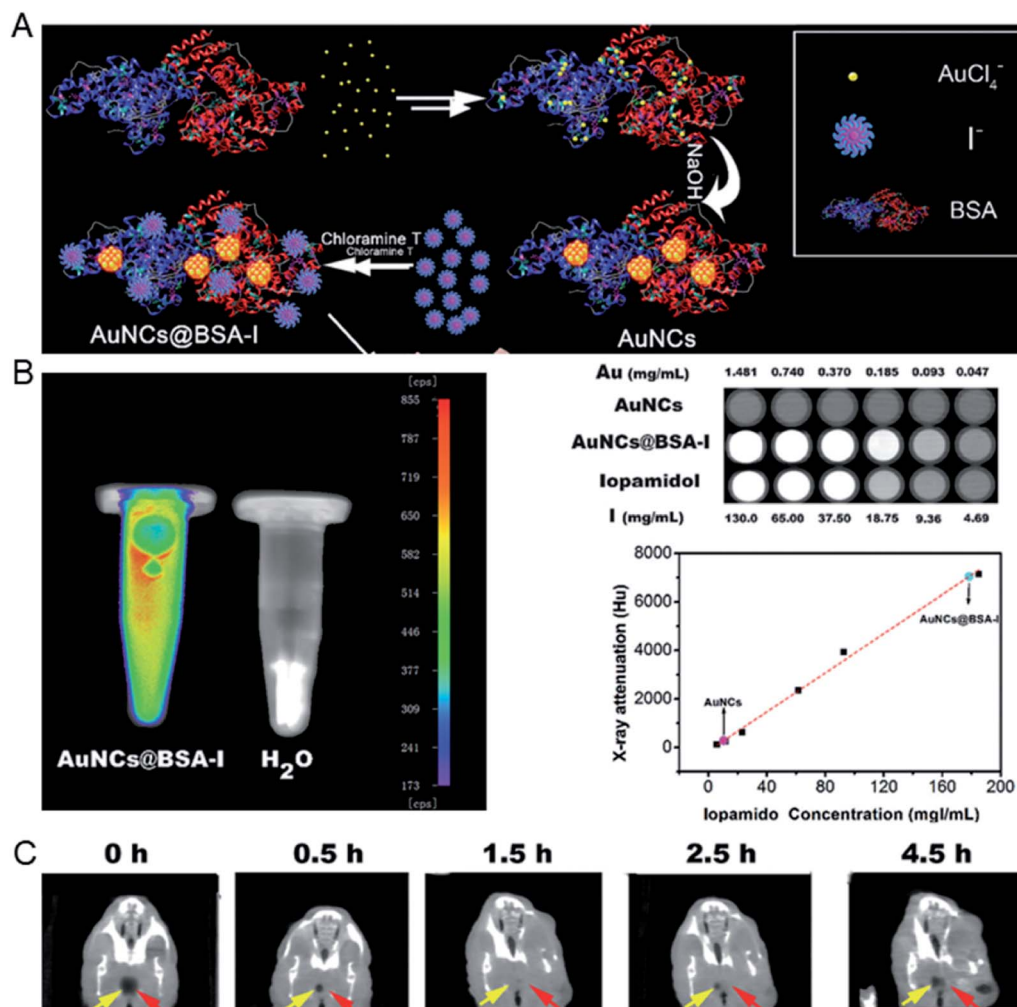 A
AuCl₄⁻
I⁻
BSA
NaOH
Chloramine T
Chloramine T
AuNCs@BSA-I
AuNCs
B
[cps]
855
787
719
650
582
514
446
377
309
241
173
[cps]
AuNCs@BSA-I
H₂O
Au (mg/mL)
1.481 0.740 0.370 0.185 0.093 0.047
AuNCs
AuNCs@BSA-I
Iopamidol
I (mg/mL)
130.0 65.00 37.50 18.75 9.36 4.69
X-ray attenuation (Hu)
8000
6000
4000
2000
0
AuNCs
AuNCs@BSA-I
0 40 80 120 160 200
Iopamido Concentration (mgI/mL)
C
0 h 0.5 h 1.5 h 2.5 h 4.5 h